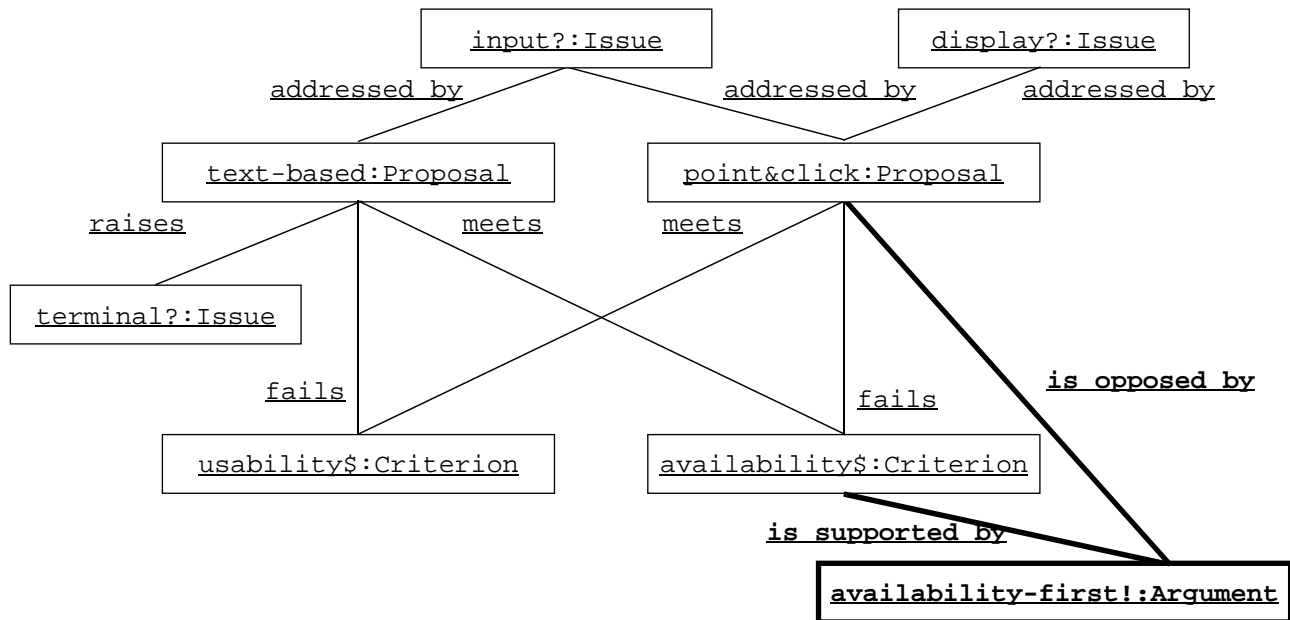 input?:Issue
display?:Issue
addressed by
addressed by
addressed by
text-based:Proposal
point&click:Proposal
raises
meets
meets
terminal?:Issue
fails
fails
is opposed by
usability$:Criterion
availability$:Criterion
is supported by
availability-first!:Argument